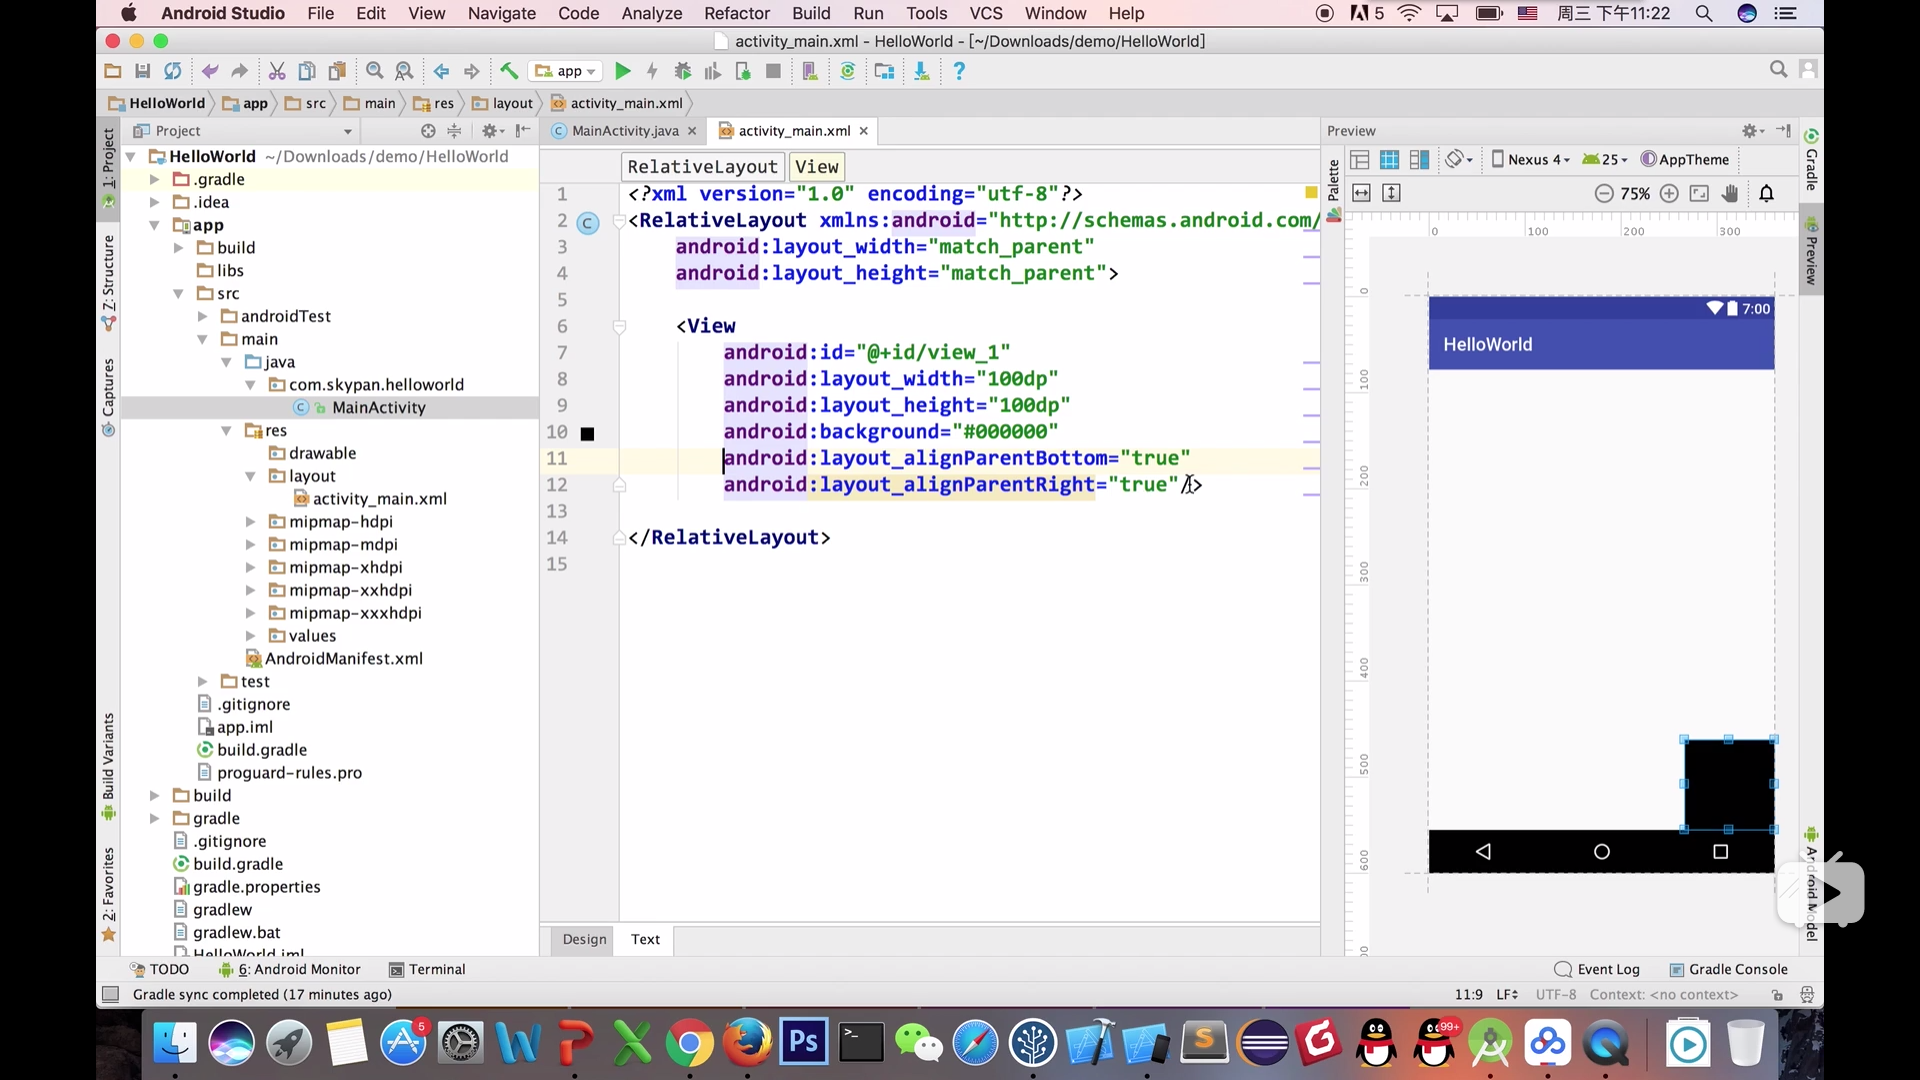 Android Studio File Edit View Navigate Code Analyze Refactor Build Run Tools VCS Window Help
5 周三 下午11:22
activity_main.xml - HelloWorld - [~/Downloads/demo/HelloWorld]
app
HelloWorld app src main res layout activity_main.xml
Project
MainActivity.java
activity_main.xml
Preview
1: Project
Z: Structure
Captures
Build Variants
2: Favorites
HelloWorld ~/Downloads/demo/HelloWorld
.gradle
.idea
app
build
libs
src
androidTest
main
java
com.skypan.helloworld
MainActivity
res
drawable
layout
activity_main.xml
mipmap-hdpi
mipmap-mdpi
mipmap-xhdpi
mipmap-xxhdpi
mipmap-xxxhdpi
values
AndroidManifest.xml
test
.gitignore
app.iml
build.gradle
proguard-rules.pro
build
gradle
.gitignore
build.gradle
gradle.properties
gradlew
gradlew.bat
HelloWorld.iml
RelativeLayout View
1 <?xml version="1.0" encoding="utf-8"?>
2 <RelativeLayout xmlns:android="http://schemas.android.com/
3 android:layout_width="match_parent"
4 android:layout_height="match_parent">
5
6 <View
7 android:id="@+id/view_1"
8 android:layout_width="100dp"
9 android:layout_height="100dp"
10 android:background="#000000"
11 android:layout_alignParentBottom="true"
12 android:layout_alignParentRight="true"/>
13
14 </RelativeLayout>
15
Design Text
Palette
Nexus 4 25 AppTheme
75%
0 100 200 300
0
100
200
300
400
500
600
7:00
HelloWorld
Gradle
Preview
Android Model
TODO 6: Android Monitor Terminal Event Log Gradle Console
Gradle sync completed (17 minutes ago) 11:9 LF UTF-8 Context: <no context>
5
Ps
99+